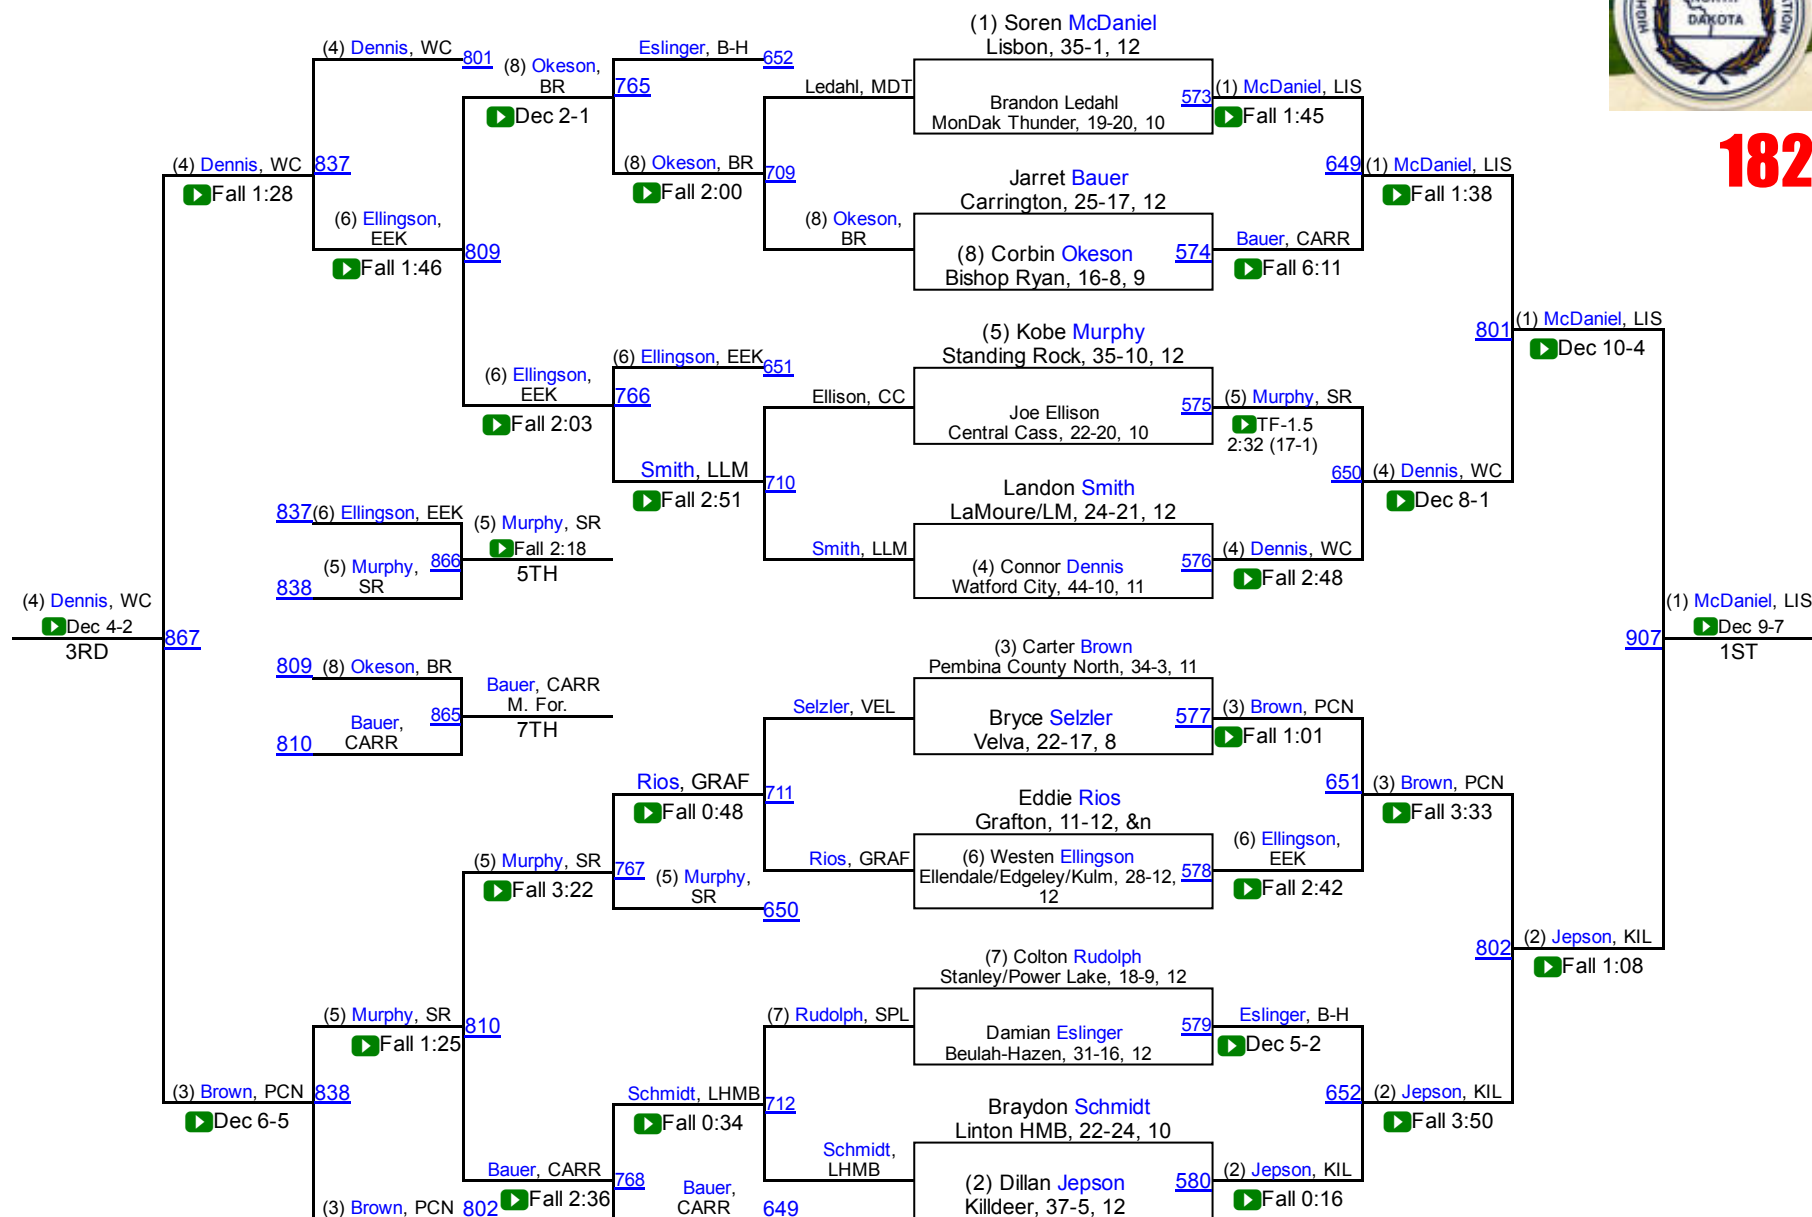 HIGH
NORTH
DAKOTA
ATION
182
(4) Dennis, WC
801
(8) Okeson,
BR
Dec 2-1
765
Eslinger, B-H
652
(8) Okeson, BR
Fall 2:00
709
Ledahl, MDT
(8) Okeson,
BR
(1) Soren McDaniel
Lisbon, 35-1, 12
Brandon Ledahl
MonDak Thunder, 19-20, 10
573
(1) McDaniel, LIS
Fall 1:45
Jarret Bauer
Carrington, 25-17, 12
(8) Corbin Okeson
Bishop Ryan, 16-8, 9
574
Bauer, CARR
Fall 6:11
649
(1) McDaniel, LIS
Fall 1:38
(4) Dennis, WC
Fall 1:28
837
(6) Ellingson,
EEK
Fall 1:46
809
(6) Ellingson,
EEK
Fall 2:03
766
(6) Ellingson, EEK
651
Smith, LLM
Fall 2:51
710
Ellison, CC
Smith, LLM
(5) Kobe Murphy
Standing Rock, 35-10, 12
Joe Ellison
Central Cass, 22-20, 10
575
(5) Murphy, SR
TF-1.5
2:32 (17-1)
Landon Smith
LaMoure/LM, 24-21, 12
(4) Connor Dennis
Watford City, 44-10, 11
576
(4) Dennis, WC
Fall 2:48
650
(4) Dennis, WC
Dec 8-1
801
(1) McDaniel, LIS
Dec 10-4
837
(6) Ellingson, EEK
838
(5) Murphy,
SR
866
(5) Murphy, SR
Fall 2:18
5TH
(4) Dennis, WC
Dec 4-2
3RD
867
809
(8) Okeson, BR
810
Bauer,
CARR
865
Bauer, CARR
M. For.
7TH
907
(1) McDaniel, LIS
Dec 9-7
1ST
(3) Carter Brown
Pembina County North, 34-3, 11
Bryce Selzler
Velva, 22-17, 8
577
(3) Brown, PCN
Fall 1:01
Selzler, VEL
Rios, GRAF
Rios, GRAF
Fall 0:48
711
Eddie Rios
Grafton, 11-12, &n
(6) Westen Ellingson
Ellendale/Edgeley/Kulm, 28-12,
12
578
(6) Ellingson,
EEK
Fall 2:42
651
(3) Brown, PCN
Fall 3:33
(5) Murphy, SR
Fall 3:22
767
(5) Murphy,
SR
650
802
(2) Jepson, KIL
Fall 1:08
(7) Colton Rudolph
Stanley/Power Lake, 18-9, 12
Damian Eslinger
Beulah-Hazen, 31-16, 12
579
Eslinger, B-H
Dec 5-2
(7) Rudolph, SPL
Schmidt,
LHMB
Schmidt, LHMB
Fall 0:34
712
Braydon Schmidt
Linton HMB, 22-24, 10
(2) Dillan Jepson
Killdeer, 37-5, 12
580
(2) Jepson, KIL
Fall 0:16
652
(2) Jepson, KIL
Fall 3:50
(5) Murphy, SR
Fall 1:25
810
(3) Brown, PCN
Dec 6-5
838
Bauer, CARR
Fall 2:36
768
Bauer,
CARR
649
(3) Brown, PCN
802